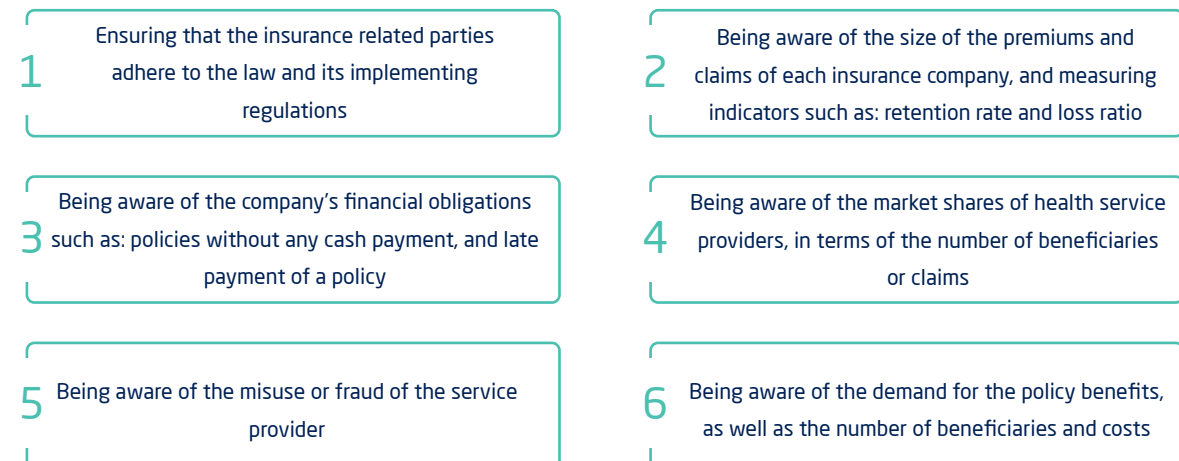 1
Ensuring that the insurance related parties
adhere to the law and its implementing
regulations
2
Being aware of the size of the premiums and
claims of each insurance company, and measuring
indicators such as: retention rate and loss ratio
3
Being aware of the company's financial obligations
such as: policies without any cash payment, and late
payment of a policy
4
Being aware of the market shares of health service
providers, in terms of the number of beneficiaries
or claims
5
Being aware of the misuse or fraud of the service
provider
6
Being aware of the demand for the policy benefits,
as well as the number of beneficiaries and costs